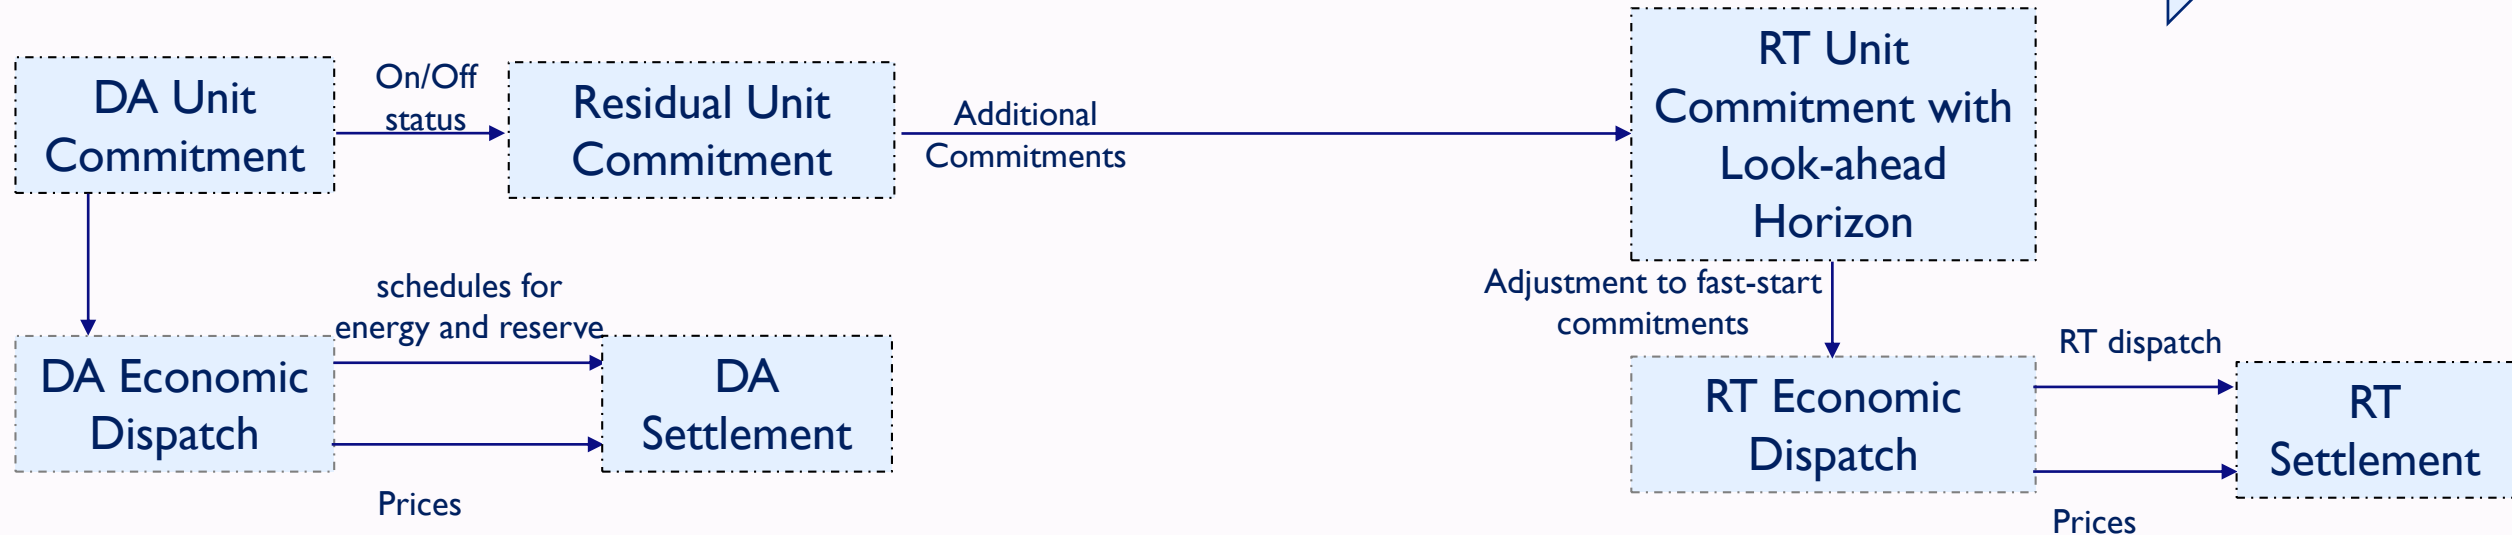 DA Unit
Commitment
On/Off
status
Residual Unit
Commitment
Additional
Commitments
RT Unit
Commitment with
Look-ahead
Horizon
schedules for
energy and reserve
Adjustment to fast-start
commitments
DA Economic
Dispatch
DA
Settlement
Prices
RT Economic
Dispatch
RT dispatch
RT
Settlement
Prices